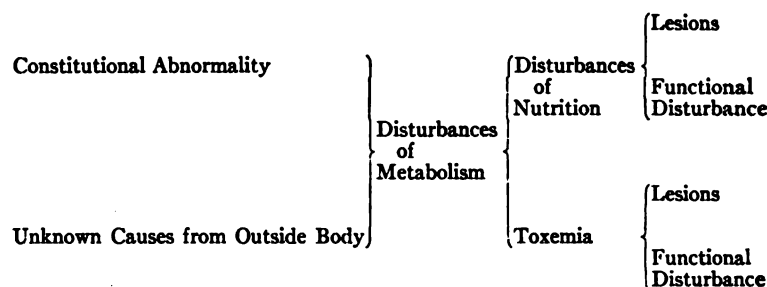 Lesions
Constitutional Abnormality
Disturbances
of
Nutrition
Functional
Disturbance
Disturbances
of
Metabolism
Lesions
Unknown Causes from Outside Body
Toxemia
Functional
Disturbance